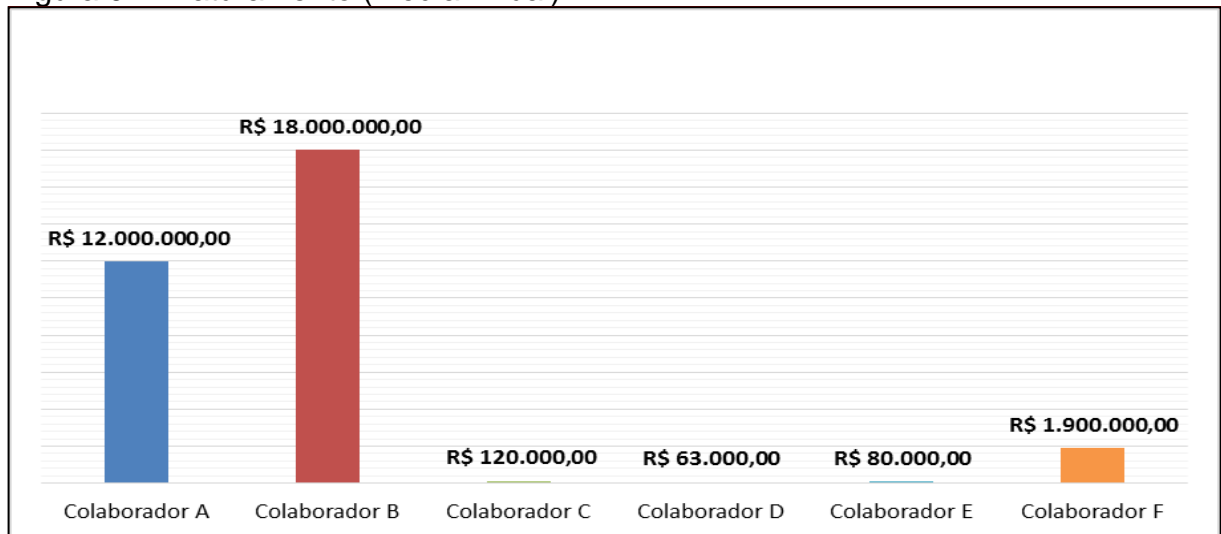 R$ 18.000.000,00
R$ 12.000.000,00
R$ 1.900.000,00
R$ 120.000,00 R$ 63.000,00 R$ 80.000,00
Colaborador A Colaborador B Colaborador C Colaborador D Colaborador E Colaborador F